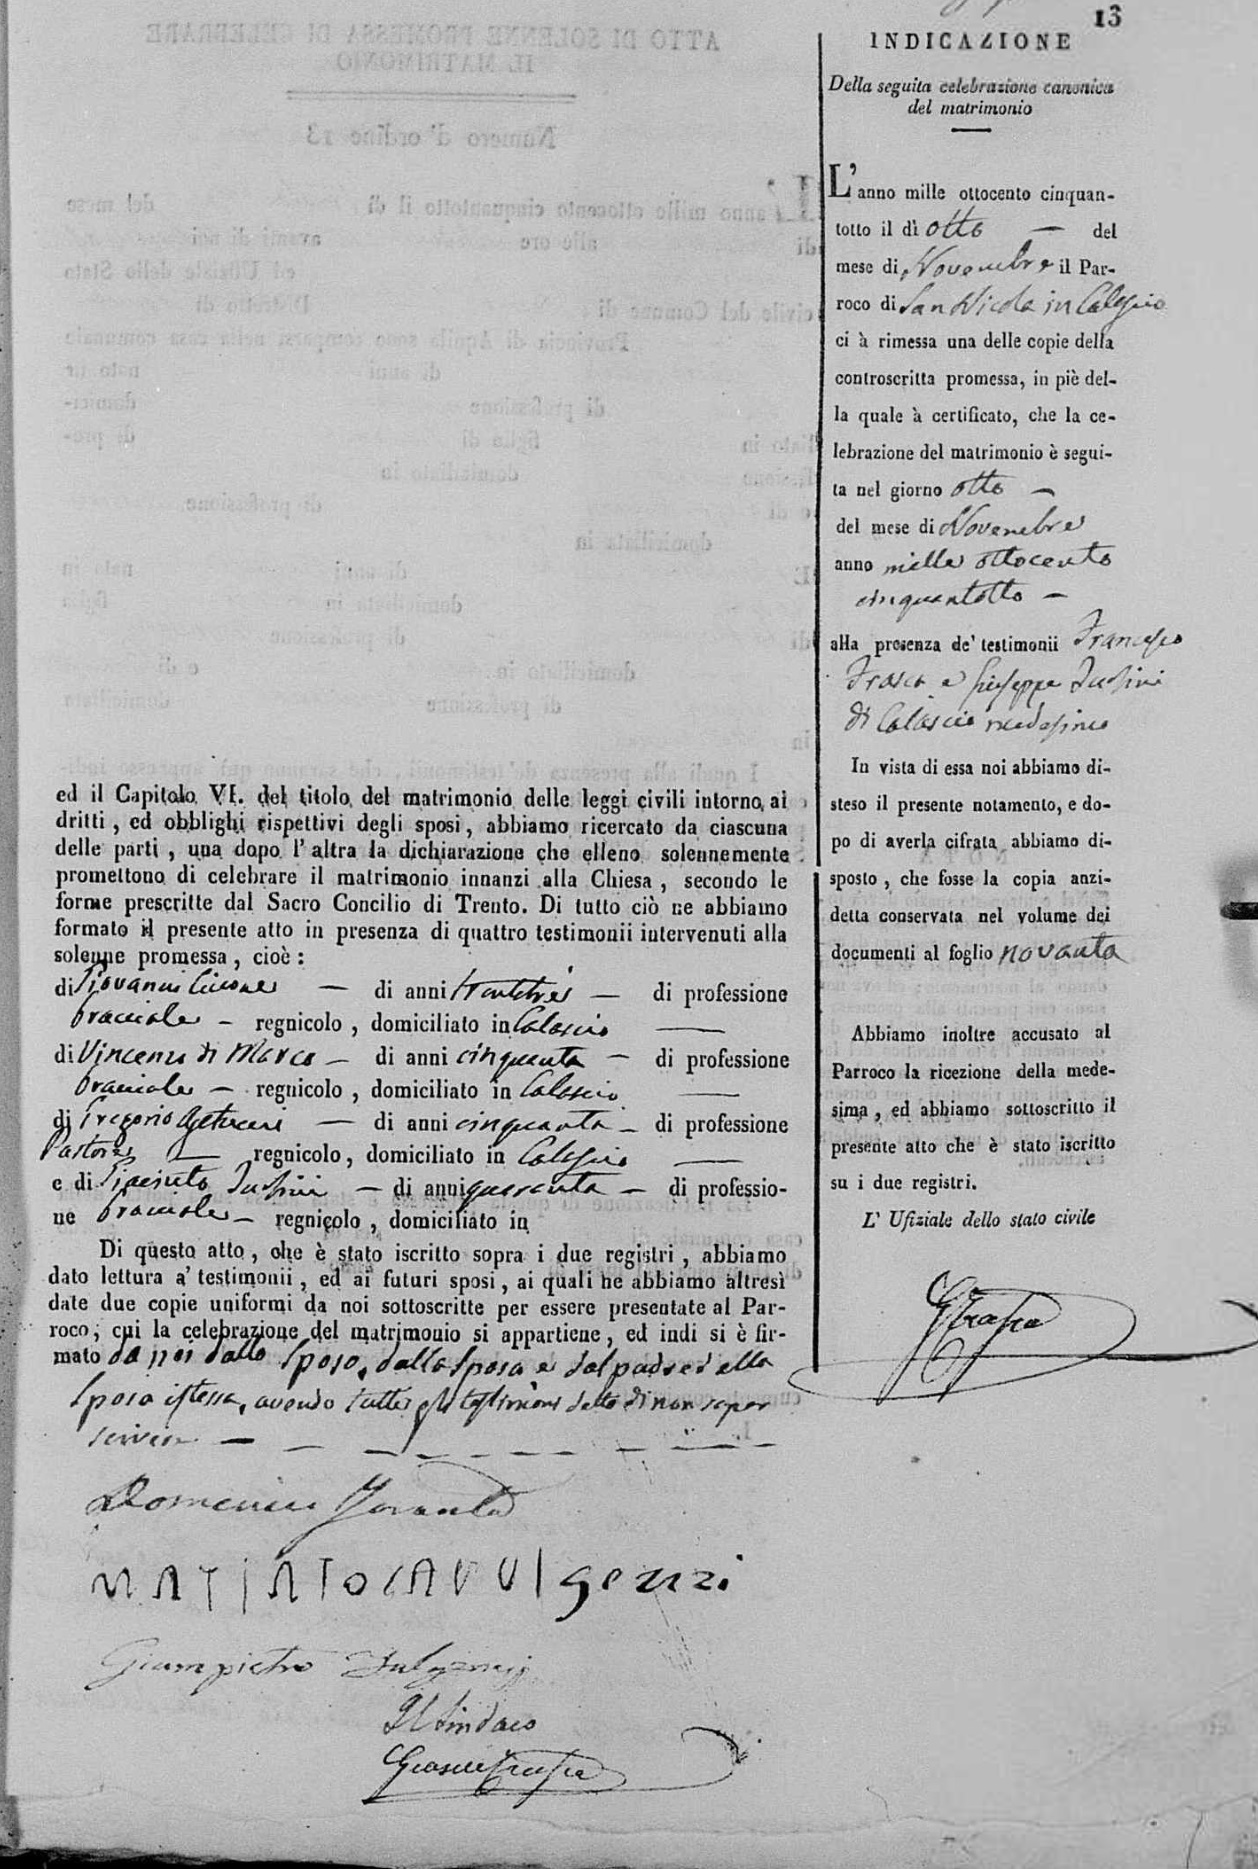 13
ed il Capitolo VI. del titolo del matrimonio delle leggi civili intorno ai
dritti, ed obblighi rispettivi degli sposi, abbiamo ricercato da ciascuna
delle parti, una dopo l'altra la dichiarazione che elleno solennemente
promettono di celebrare il matrimonio innanzi alla Chiesa, secondo le
forme prescritte dal Sacro Concilio di Trento. Di tutto ciò ne abbiamo
formato il presente atto in presenza di quattro testimonii intervenuti alla
solenne promessa, cioè:
di Giovanni Ciccone — di anni trentatre — di professione
bracciale — regnicolo, domiciliato in Calascio —
di Vincenzo di Marco — di anni cinquanta — di professione
bracciale — regnicolo, domiciliato in Calascio —
di Gregorio — di anni cinquanta — di professione
Pastore — regnicolo, domiciliato in Calascio —
e di Giacinto — di anni quaranta — di professio-
ne bracciale — regnicolo, domiciliato in
Di questo atto, che è stato iscritto sopra i due registri, abbiamo
dato lettura a' testimonii, ed ai futuri sposi, ai quali ne abbiamo altresì
date due copie uniformi da noi sottoscritte per essere presentate al Par-
roco, cui la celebrazione del matrimonio si appartiene, ed indi si è fir-
mato da noi dallo Sposo, dalla Sposa e dal padre della
Sposa istessa, avendo tutti gli testimoni detto di non saper
scrivere —
Domenico
Giampietro
Il Sindaco
Giosuè Frasca
INDICAZIONE
Della seguita celebrazione canonica
del matrimonio
L'anno mille ottocento cinquan-
totto il dì otto — del
mese di Novembre il Par-
roco di San Nicola in Calascio
ci à rimessa una delle copie della
controscritta promessa, in piè del-
la quale à certificato, che la ce-
lebrazione del matrimonio è segui-
ta nel giorno otto —
del mese di Novembre
anno mille ottocento
cinquantotto —
alla presenza de' testimonii Francesco
Frasca e Giuseppe
di Calascio medesimo
In vista di essa noi abbiamo di-
steso il presente notamento, e do-
po di averla cifrata abbiamo di-
sposto, che fosse la copia anzi-
detta conservata nel volume dei
documenti al foglio novanta
Abbiamo inoltre accusato al
Parroco la ricezione della mede-
sima, ed abbiamo sottoscritto il
presente atto che è stato iscritto
su i due registri.
L' Ufiziale dello stato civile
G Frasca